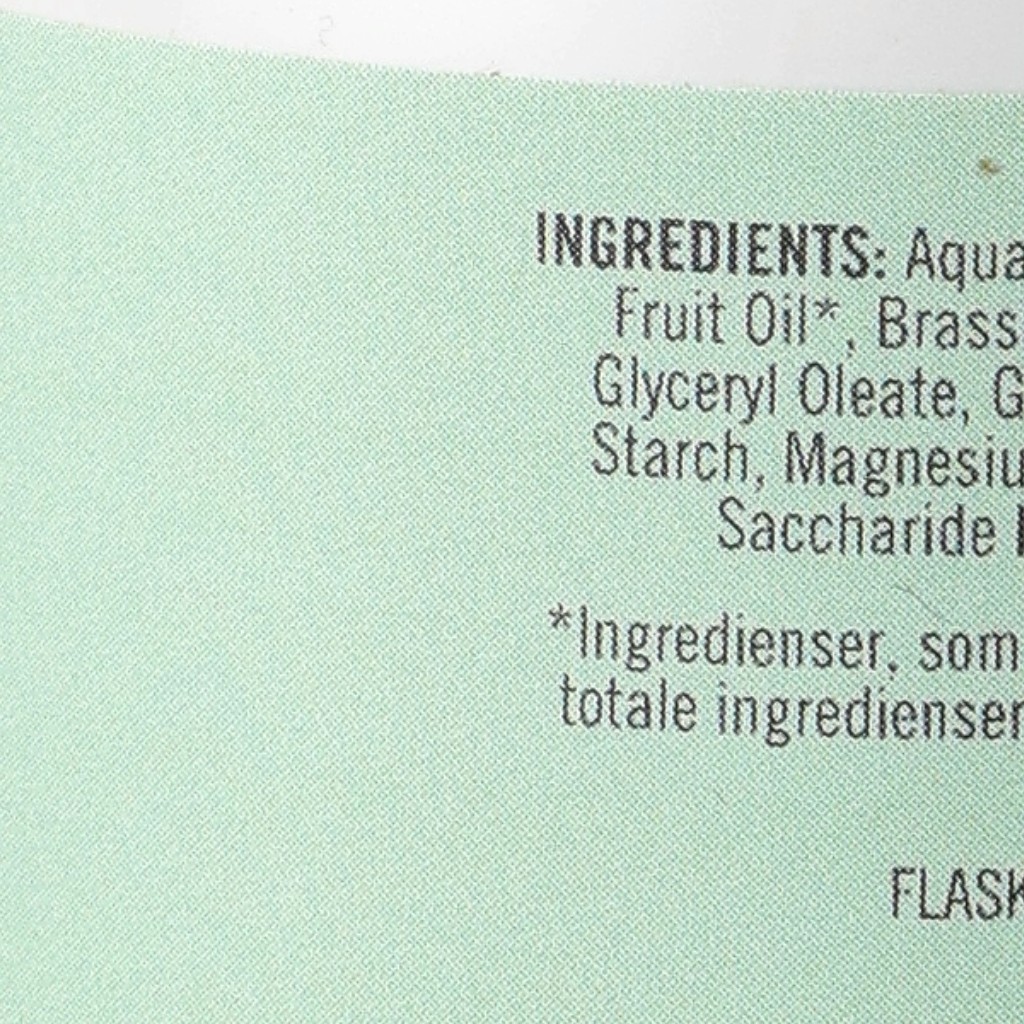 INGREDIENTS: Aqua
Fruit Oil*, Brass
Glyceryl Oleate, G
Starch, Magnesiu
Saccharide
*Ingredienser, som
totale ingredienser
FLASK